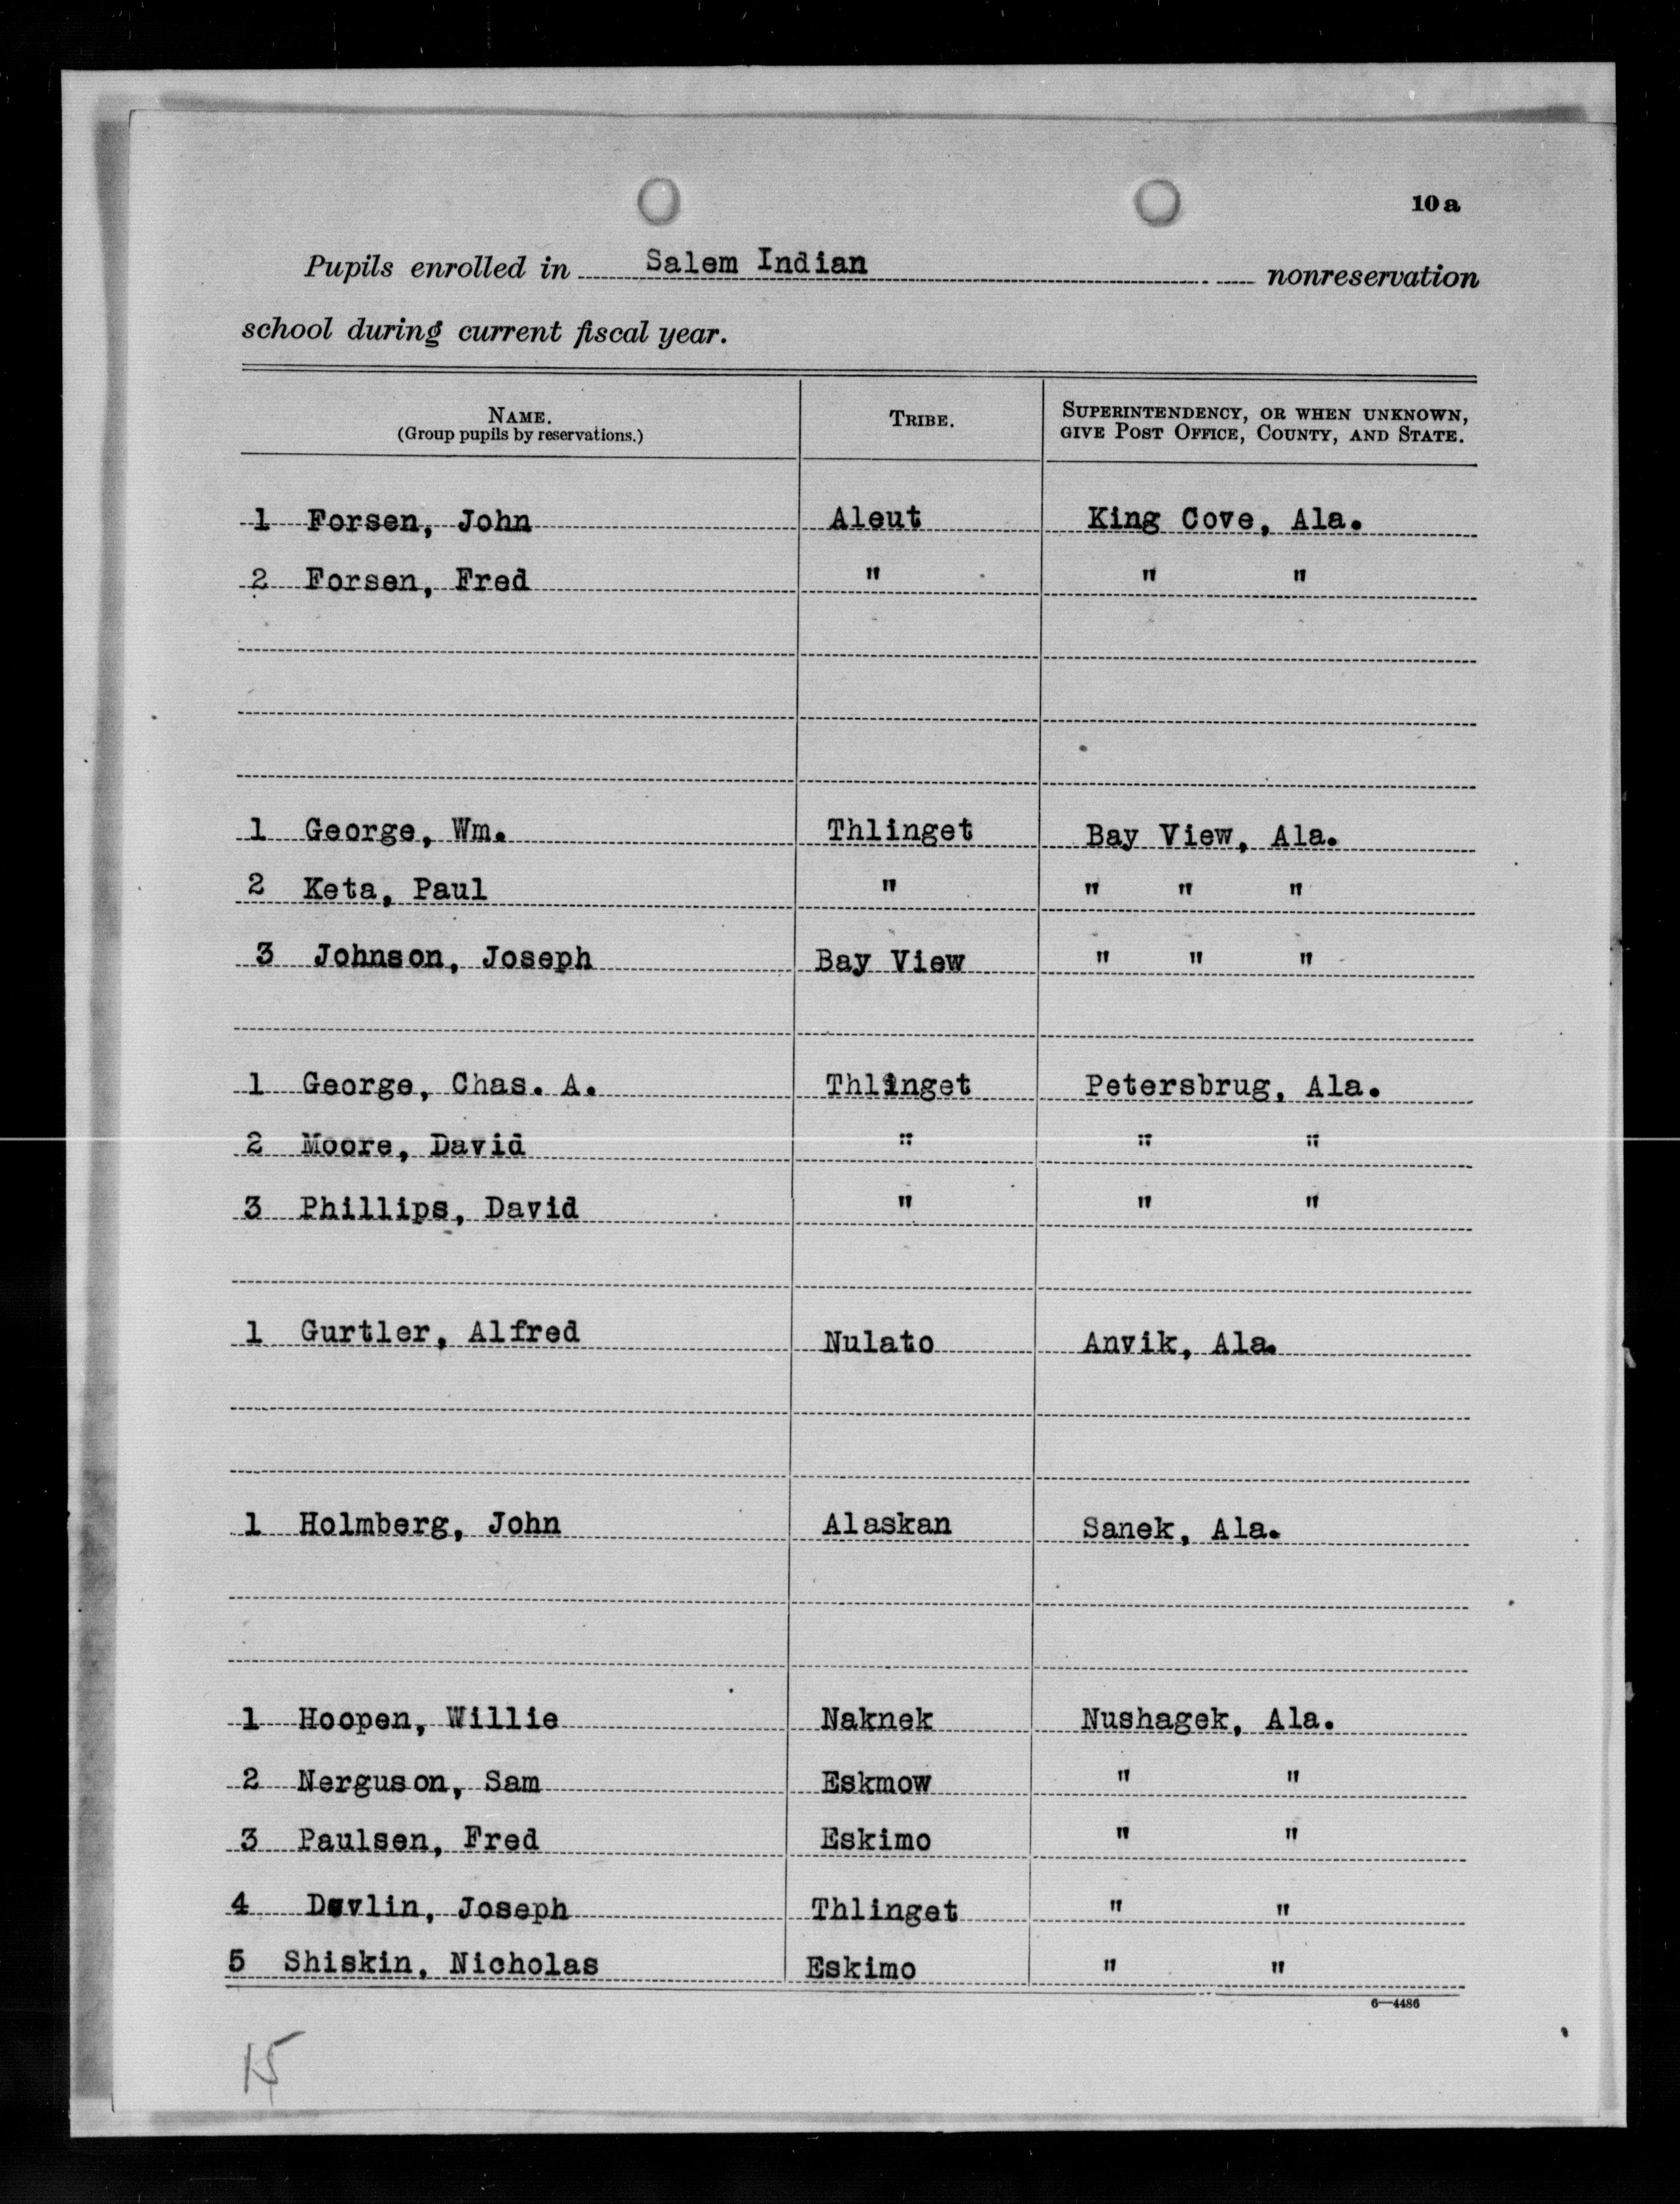 10a
Pupils enrolled in Salem Indian nonreservation
school during current fiscal year.
NAME. TRIBE. SUPERINTENDENCY, OR WHEN UNKNOWN,
(Group pupils by reservations.) GIVE POST OFFICE, COUNTY, AND STATE.
1 Forsen, John Aleut King Cove, Ala.
2 Forsen, Fred " " "
1 George, Wm. Thlinget Bay View, Ala.
2 Keta, Paul " " " "
3 Johnson, Joseph Bay View " " "
1 George, Chas. A. Thlinget Petersbrug, Ala.
2 Moore, David " " "
3 Phillips, David " " "
1 Gurtler, Alfred Nulato Anvik, Ala.
1 Holmberg, John Alaskan Sanek, Ala.
1 Hoopen, Willie Naknek Nushagek, Ala.
2 Nerguson, Sam Eskmow " "
3 Paulsen, Fred Eskimo " "
4 Devlin, Joseph Thlinget " "
5 Shiskin, Nicholas Eskimo " "
6—4486
15